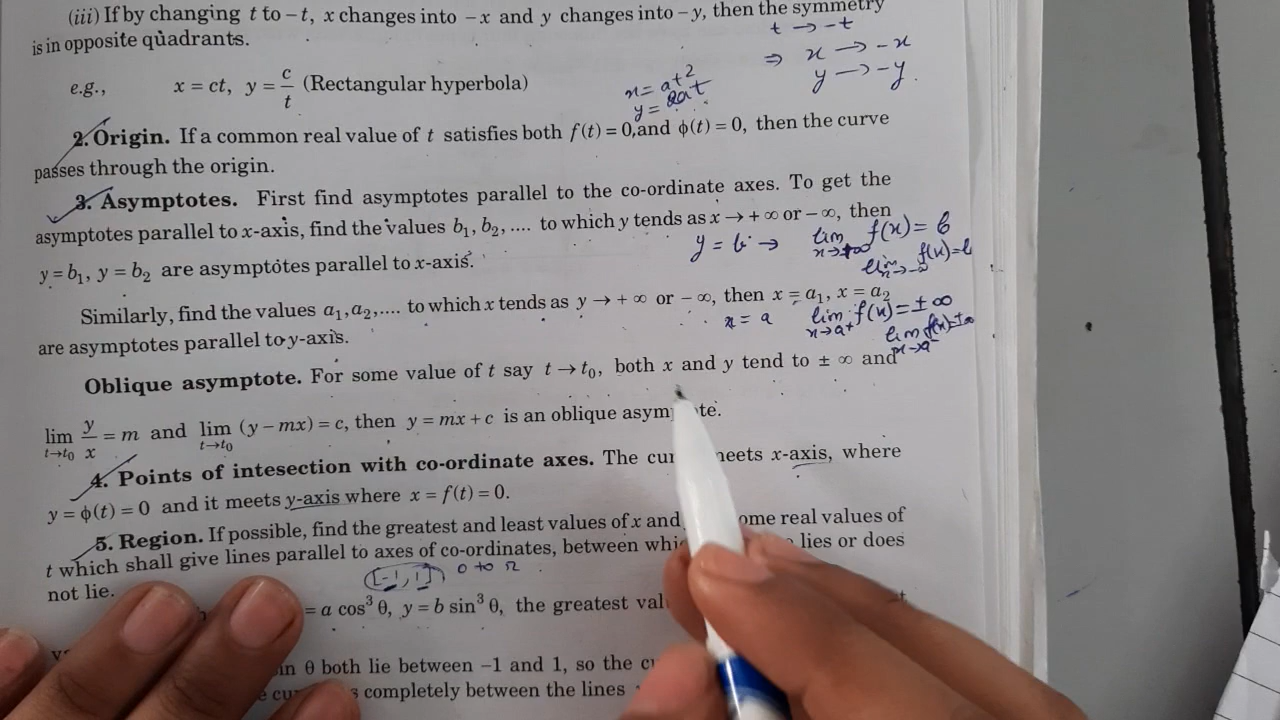 (iii) If by changing t to –t, x changes into –x and y changes into –y, then the symmetry
t → –t
is in opposite quadrants.
⇒ x → –x
y → –y.
e.g., x = ct, y = c/t (Rectangular hyperbola)
x = at²
y = 2at
2. Origin. If a common real value of t satisfies both f(t) = 0, and ϕ(t) = 0, then the curve
passes through the origin.
3. Asymptotes. First find asymptotes parallel to the co-ordinate axes. To get the
asymptotes parallel to x-axis, find the values b₁, b₂, .... to which y tends as x → + ∞ or – ∞, then
y = b → lim x→+∞ f(x) = b
lim x→–∞ f(x) = b
y = b₁, y = b₂ are asymptotes parallel to x-axis.
Similarly, find the values a₁, a₂, .... to which x tends as y → + ∞ or – ∞, then x = a₁, x = a₂
x = a lim x→a⁺ f(x) = ± ∞
lim x→a⁻ f(x) = ±∞
are asymptotes parallel to y-axis.
Oblique asymptote. For some value of t say t → t₀, both x and y tend to ± ∞ and
lim t→t₀ y/x = m and lim t→t₀ (y – mx) = c, then y = mx + c is an oblique asym te.
4. Points of intesection with co-ordinate axes. The cu meets x-axis, where
y = ϕ(t) = 0 and it meets y-axis where x = f(t) = 0.
5. Region. If possible, find the greatest and least values of x and ome real values of
t which shall give lines parallel to axes of co-ordinates, between whi lies or does
not lie.
[-1, 1] 0 to
= a cos³ θ, y = b sin³ θ, the greatest val
in θ both lie between –1 and 1, so the cu
e cu s completely between the lines